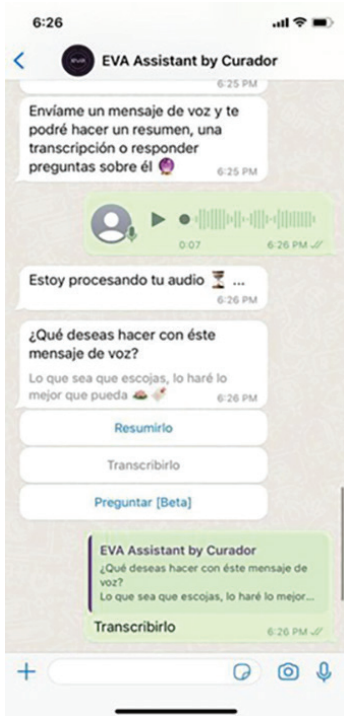 6:26
EVA Assistant by Curador
6:25 PM
Envíame un mensaje de voz y te
podré hacer un resumen, una
transcripción o responder
preguntas sobre él 🔮
6:25 PM
0:07 6:26 PM
Estoy procesando tu audio ⏳ ...
6:26 PM
¿Qué deseas hacer con éste
mensaje de voz?
Lo que sea que escojas, lo haré lo
mejor que pueda 🪷 🕊️
6:26 PM
Resumirlo
Transcribirlo
Preguntar [Beta]
EVA Assistant by Curador
¿Qué deseas hacer con éste mensaje de
voz?
Lo que sea que escojas, lo haré lo mejor...
Transcribirlo
6:26 PM